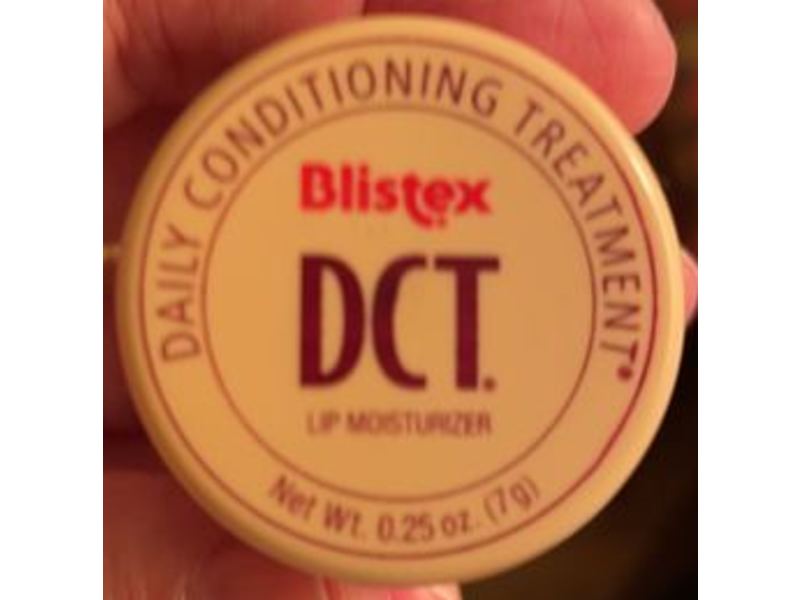 DAILY CONDITIONING TREATMENT®
Blistex®
DCT®
LIP MOISTURIZER
Net Wt. 0.25 oz. (7g)